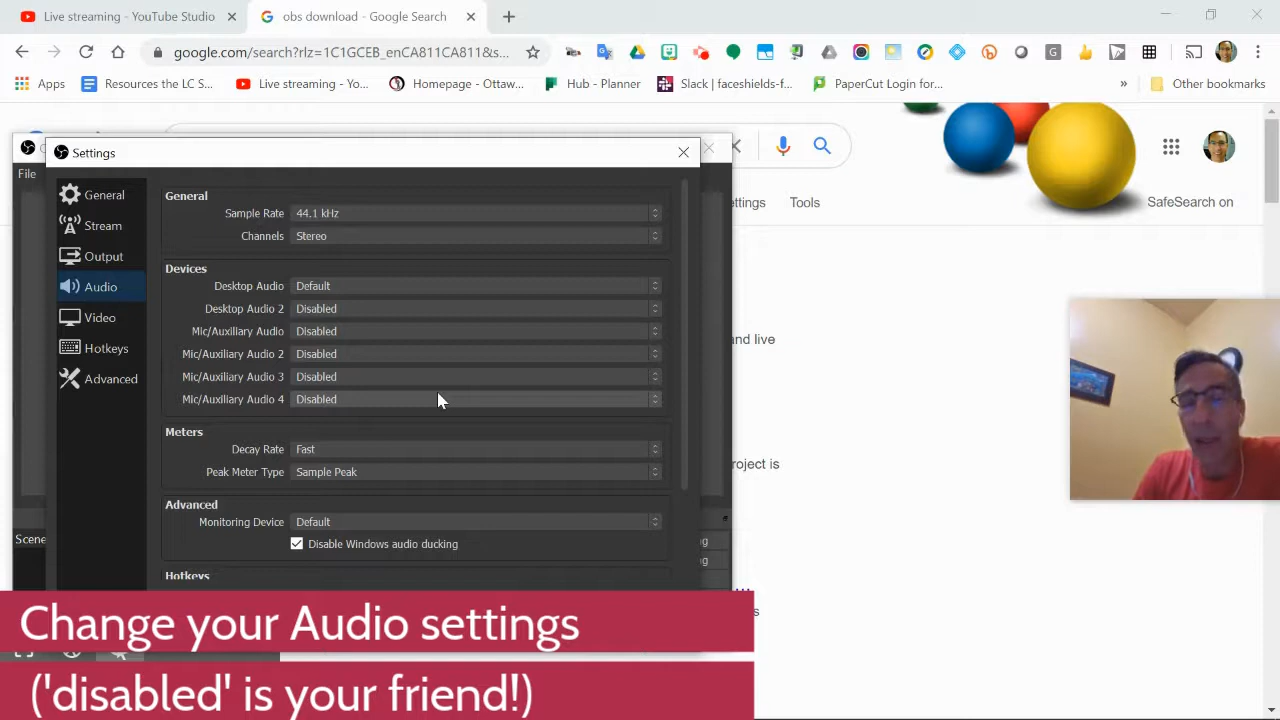 Live streaming - YouTube Studio
obs download - Google Search
google.com/search?rlz=1C1GCEB_enCA811CA811&s...
Apps
Resources the LC S...
Live streaming - Yo...
Homepage - Ottaw...
Hub - Planner
Slack | faceshields-f...
PaperCut Login for...
»
Other bookmarks
Settings
File
ettings
Tools
SafeSearch on
General
Stream
Output
Audio
Video
Hotkeys
Advanced
General
Sample Rate 44.1 kHz
Channels Stereo
Devices
Desktop Audio Default
Desktop Audio 2 Disabled
Mic/Auxiliary Audio Disabled
Mic/Auxiliary Audio 2 Disabled
Mic/Auxiliary Audio 3 Disabled
Mic/Auxiliary Audio 4 Disabled
Meters
Decay Rate Fast
Peak Meter Type Sample Peak
Advanced
Monitoring Device Default
Disable Windows audio ducking
Hotkeys
and live
roject is
Scene
ng
ng
s
Change your Audio settings
('disabled' is your friend!)